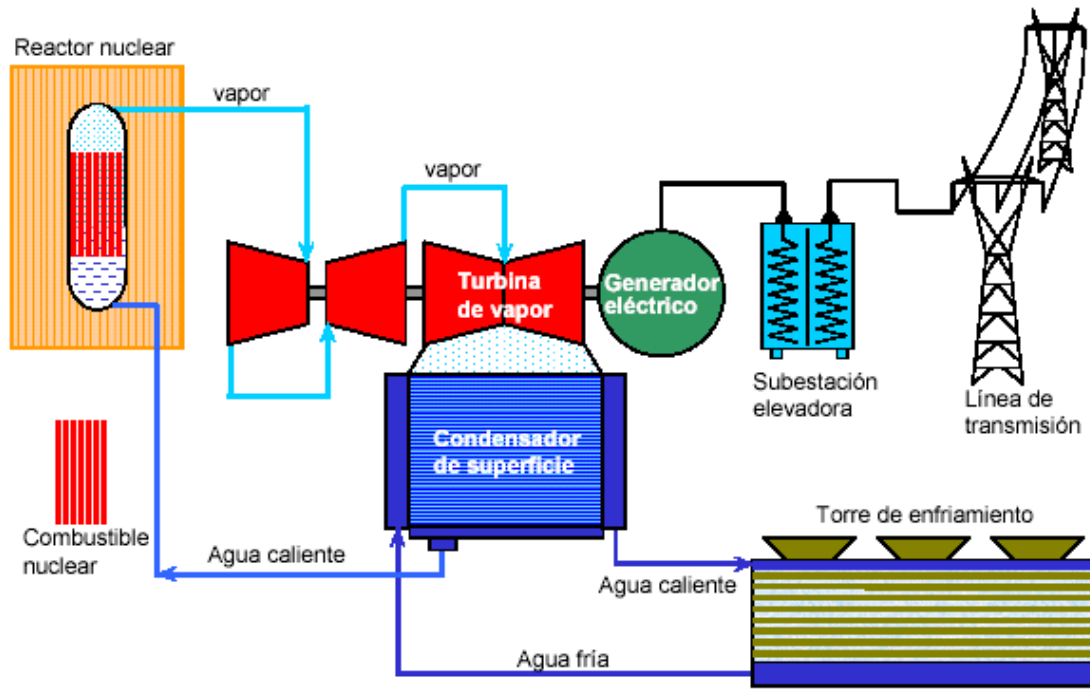 Reactor nuclear
vapor
vapor
Turbina
de vapor
Generador
eléctrico
Subestación
elevadora
Línea de
transmisión
Condensador
de superficie
Combustible
nuclear
Agua caliente
Torre de enfriamiento
Agua caliente
Agua fría